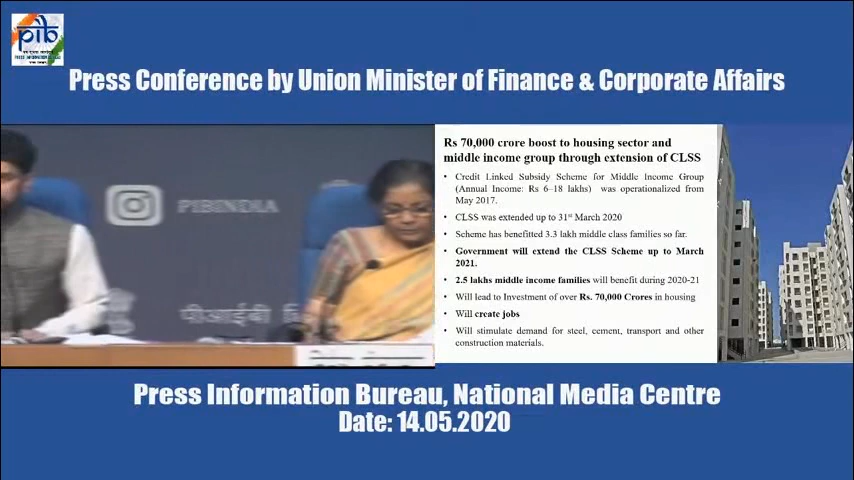 pib
PRESS INFORMATION BUREAU
Press Conference by Union Minister of Finance & Corporate Affairs
PIBINDIA
पीआईबी
Rs 70,000 crore boost to housing sector and
middle income group through extension of CLSS
• Credit Linked Subsidy Scheme for Middle Income Group
(Annual Income: Rs 6–18 lakhs) was operationalized from
May 2017.
• CLSS was extended up to 31st March 2020
• Scheme has benefitted 3.3 lakh middle class families so far.
• Government will extend the CLSS Scheme up to March
2021.
• 2.5 lakhs middle income families will benefit during 2020-21
• Will lead to Investment of over Rs. 70,000 Crores in housing
• Will create jobs
• Will stimulate demand for steel, cement, transport and other
construction materials.
Press Information Bureau, National Media Centre
Date: 14.05.2020